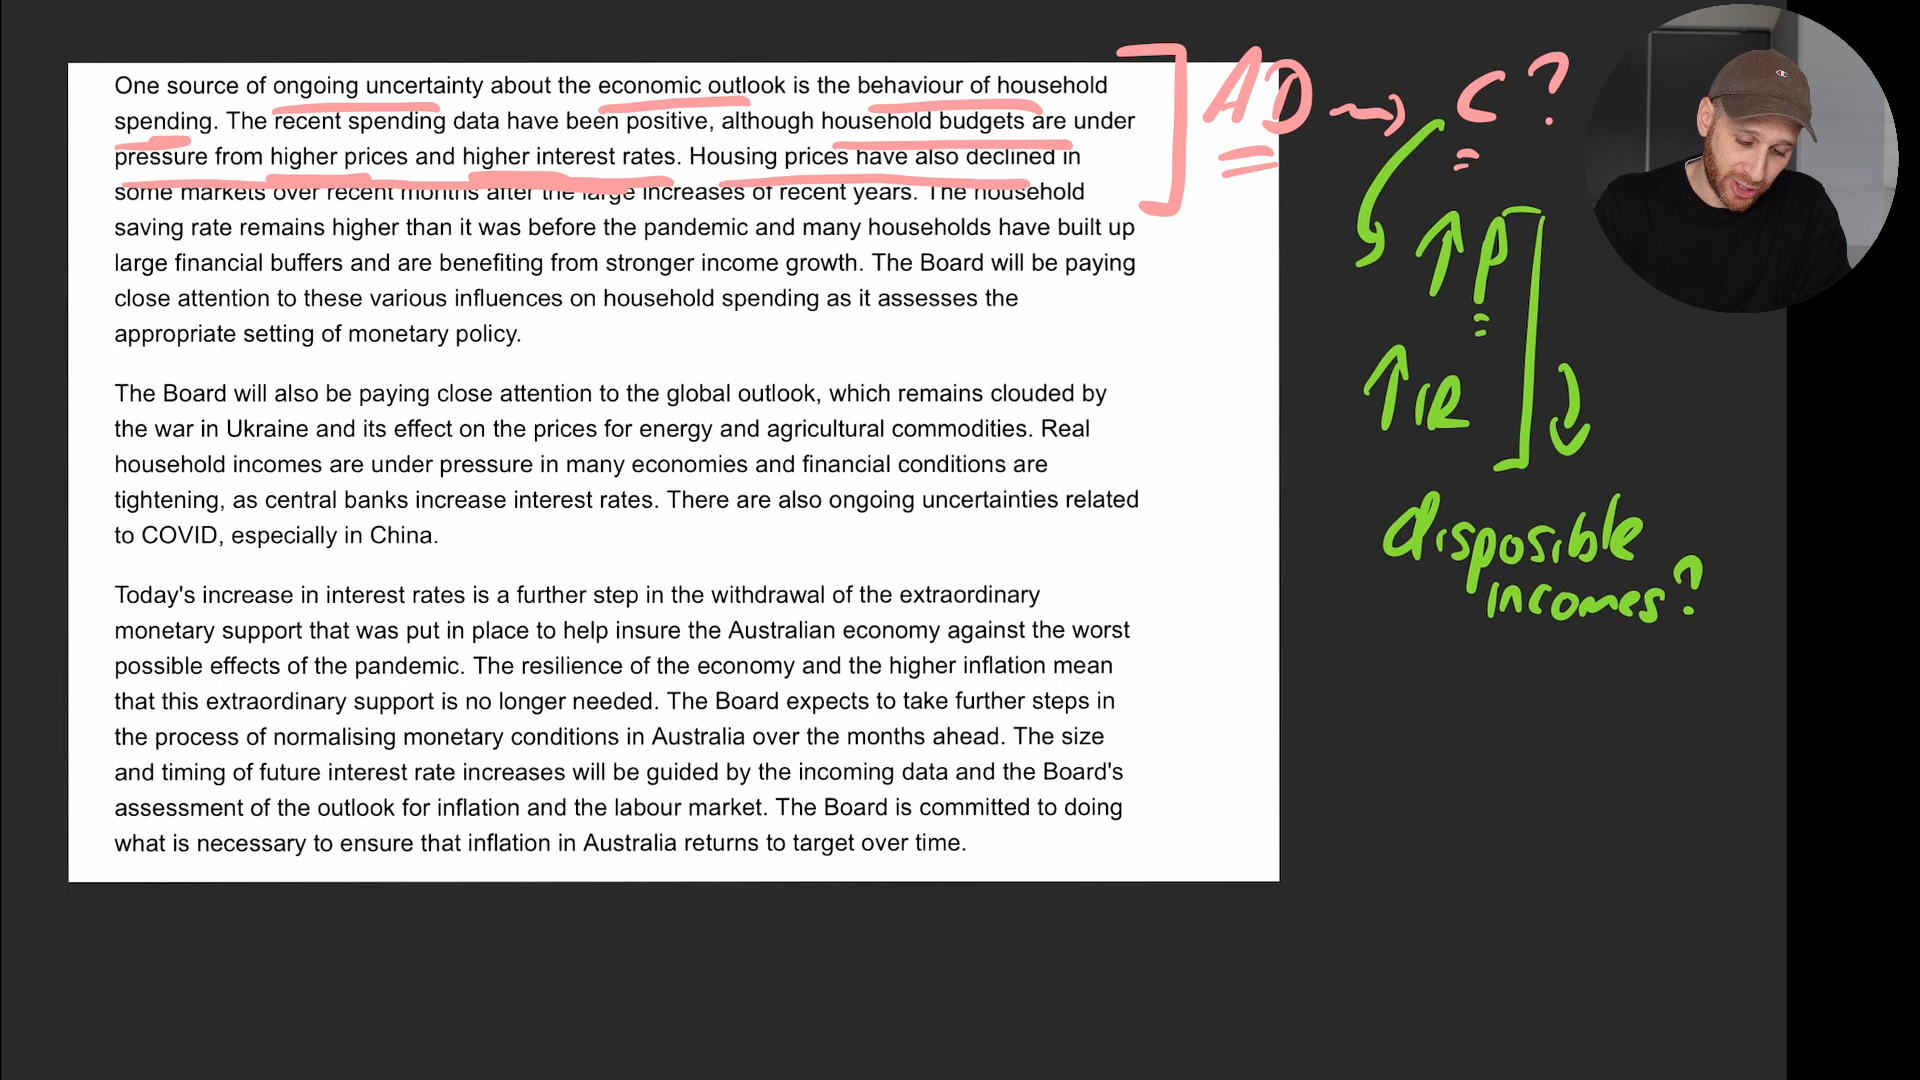 One source of ongoing uncertainty about the economic outlook is the behaviour of household
spending. The recent spending data have been positive, although household budgets are under
pressure from higher prices and higher interest rates. Housing prices have also declined in
some markets over recent months after the large increases of recent years. The household
saving rate remains higher than it was before the pandemic and many households have built up
large financial buffers and are benefiting from stronger income growth. The Board will be paying
close attention to these various influences on household spending as it assesses the
appropriate setting of monetary policy.
The Board will also be paying close attention to the global outlook, which remains clouded by
the war in Ukraine and its effect on the prices for energy and agricultural commodities. Real
household incomes are under pressure in many economies and financial conditions are
tightening, as central banks increase interest rates. There are also ongoing uncertainties related
to COVID, especially in China.
Today's increase in interest rates is a further step in the withdrawal of the extraordinary
monetary support that was put in place to help insure the Australian economy against the worst
possible effects of the pandemic. The resilience of the economy and the higher inflation mean
that this extraordinary support is no longer needed. The Board expects to take further steps in
the process of normalising monetary conditions in Australia over the months ahead. The size
and timing of future interest rate increases will be guided by the incoming data and the Board's
assessment of the outlook for inflation and the labour market. The Board is committed to doing
what is necessary to ensure that inflation in Australia returns to target over time.
AD → C?
↑P
↑IR
disposible
incomes?